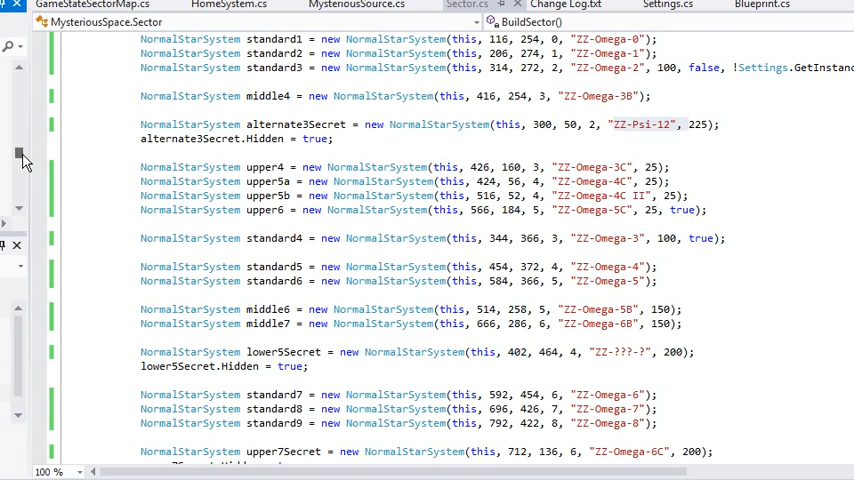 GameStateSectorMap.cs HomeSystem.cs MysteriousSource.cs Sector.cs Change Log.txt Settings.cs Blueprint.cs
MysteriousSpace.Sector BuildSector()
NormalStarSystem standard1 = new NormalStarSystem(this, 116, 254, 0, "ZZ-Omega-0");
NormalStarSystem standard2 = new NormalStarSystem(this, 206, 274, 1, "ZZ-Omega-1");
NormalStarSystem standard3 = new NormalStarSystem(this, 314, 272, 2, "ZZ-Omega-2", 100, false, !Settings.GetInstanc
NormalStarSystem middle4 = new NormalStarSystem(this, 416, 254, 3, "ZZ-Omega-3B");
NormalStarSystem alternate3Secret = new NormalStarSystem(this, 300, 50, 2, "ZZ-Psi-12", 225);
alternate3Secret.Hidden = true;
NormalStarSystem upper4 = new NormalStarSystem(this, 426, 160, 3, "ZZ-Omega-3C", 25);
NormalStarSystem upper5a = new NormalStarSystem(this, 424, 56, 4, "ZZ-Omega-4C", 25);
NormalStarSystem upper5b = new NormalStarSystem(this, 516, 52, 4, "ZZ-Omega-4C II", 25);
NormalStarSystem upper6 = new NormalStarSystem(this, 566, 184, 5, "ZZ-Omega-5C", 25, true);
NormalStarSystem standard4 = new NormalStarSystem(this, 344, 366, 3, "ZZ-Omega-3", 100, true);
NormalStarSystem standard5 = new NormalStarSystem(this, 454, 372, 4, "ZZ-Omega-4");
NormalStarSystem standard6 = new NormalStarSystem(this, 584, 366, 5, "ZZ-Omega-5");
NormalStarSystem middle6 = new NormalStarSystem(this, 514, 258, 5, "ZZ-Omega-5B", 150);
NormalStarSystem middle7 = new NormalStarSystem(this, 666, 286, 6, "ZZ-Omega-6B", 150);
NormalStarSystem lower5Secret = new NormalStarSystem(this, 402, 464, 4, "ZZ-???-?", 200);
lower5Secret.Hidden = true;
NormalStarSystem standard7 = new NormalStarSystem(this, 592, 454, 6, "ZZ-Omega-6");
NormalStarSystem standard8 = new NormalStarSystem(this, 696, 426, 7, "ZZ-Omega-7");
NormalStarSystem standard9 = new NormalStarSystem(this, 792, 422, 8, "ZZ-Omega-8");
NormalStarSystem upper7Secret = new NormalStarSystem(this, 712, 136, 6, "ZZ-Omega-6C", 200);
100 %